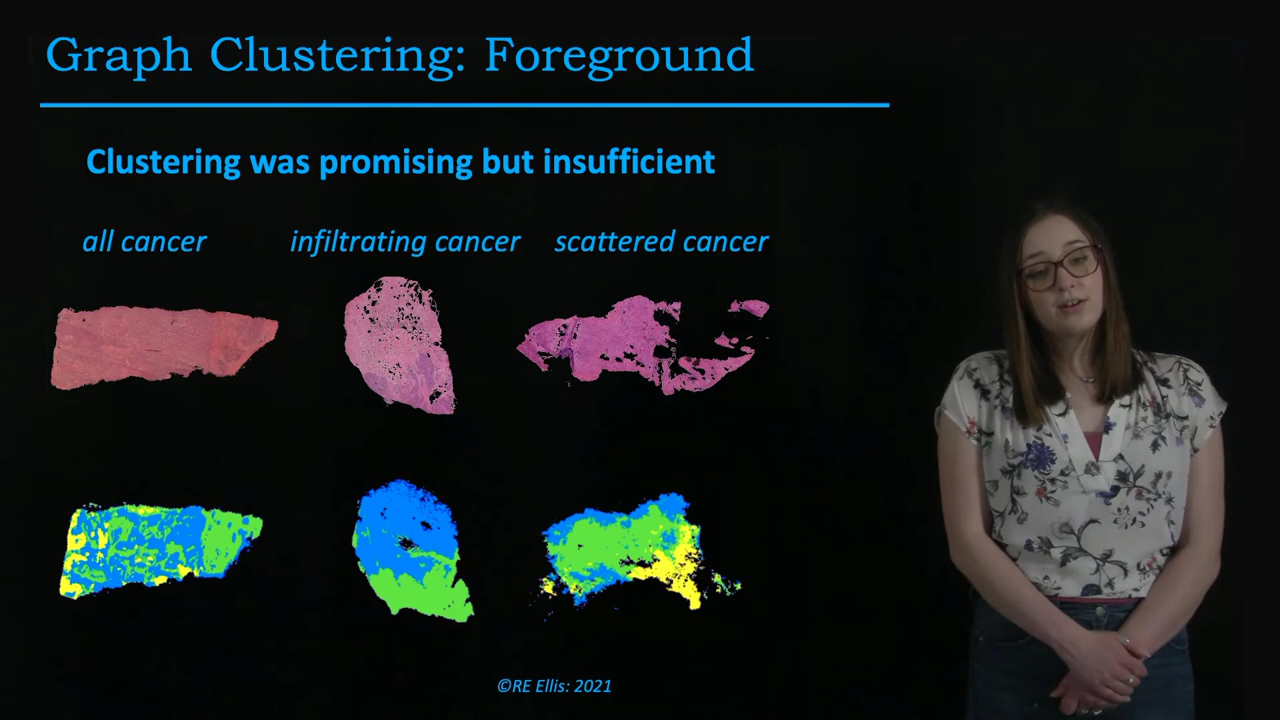 Graph Clustering: Foreground
Clustering was promising but insufficient
all cancer
infiltrating cancer
scattered cancer
©RE Ellis: 2021